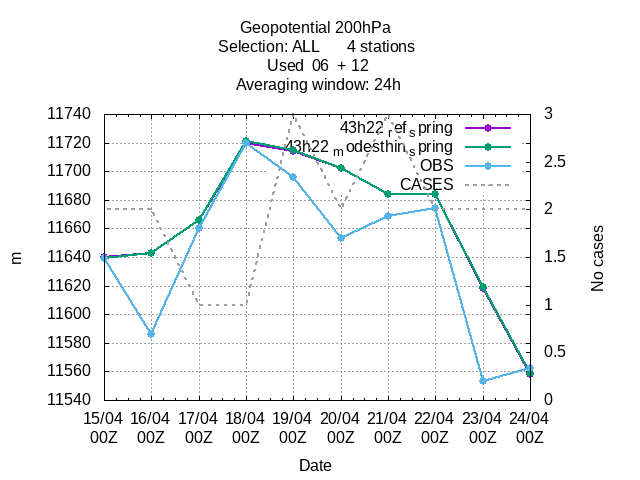 Geopotential 200hPa
Selection: ALL      4 stations
Used  06  + 12
Averaging window: 24h
11740
11720
11700
11680
11660
11640
11620
11600
11580
11560
11540
m
3
2.5
2
1.5
1
0.5
0
No cases
43h22_ref_spring
43h22_modesthin_spring
OBS
CASES
15/04 16/04 17/04 18/04 19/04 20/04 21/04 22/04 23/04 24/04
00Z 00Z 00Z 00Z 00Z 00Z 00Z 00Z 00Z 00Z
Date